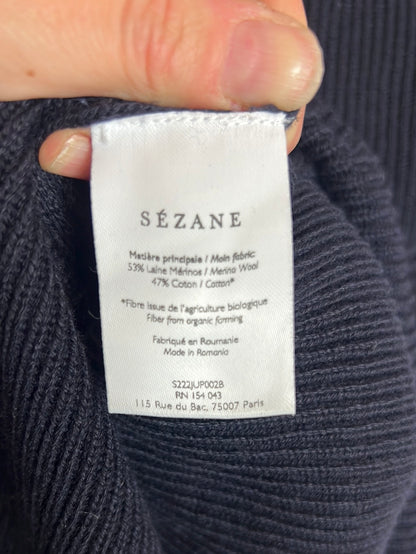 SÉZANE
Matière principale / Main fabric
53% Laine Mérinos / Merino Wool
47% Coton / Cotton*
*Fibre issue de l'agriculture biologique
Fiber from organic farming
Fabriqué en Roumanie
Made in Romania
S222JUP002B
RN 154 043
115 Rue du Bac, 75007 Paris